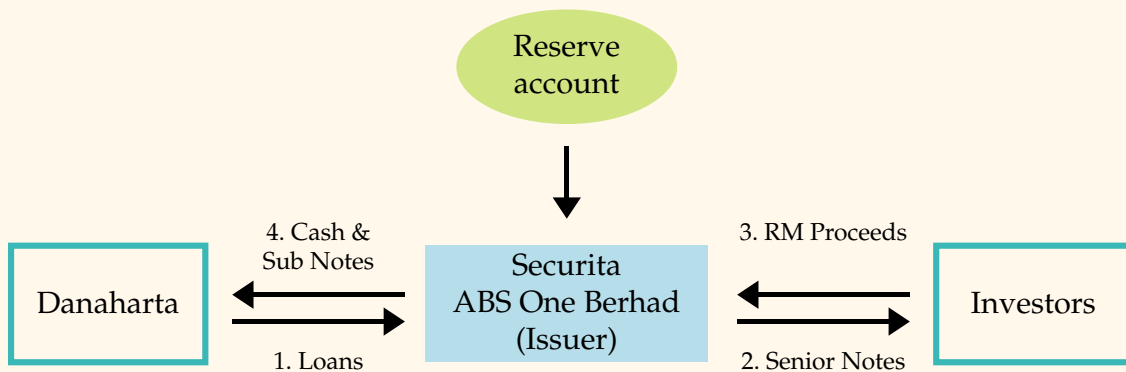 Reserve
account
4. Cash &
Sub Notes
3. RM Proceeds
Danaharta
Securita
ABS One Berhad
(Issuer)
Investors
1. Loans
2. Senior Notes